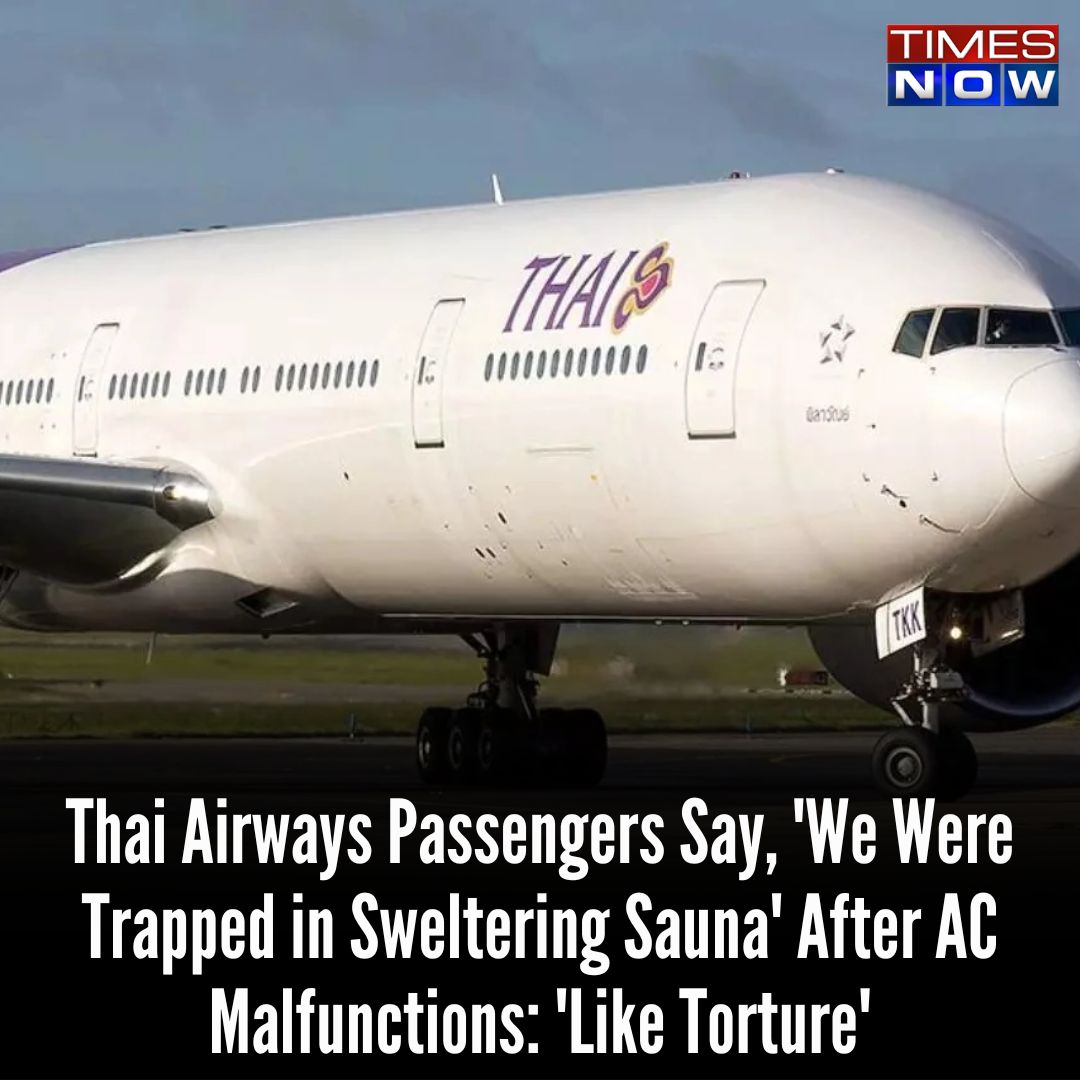 TIMES
NOW
THAI
TKK
Thai Airways Passengers Say, 'We Were
Trapped in Sweltering Sauna' After AC
Malfunctions: 'Like Torture'